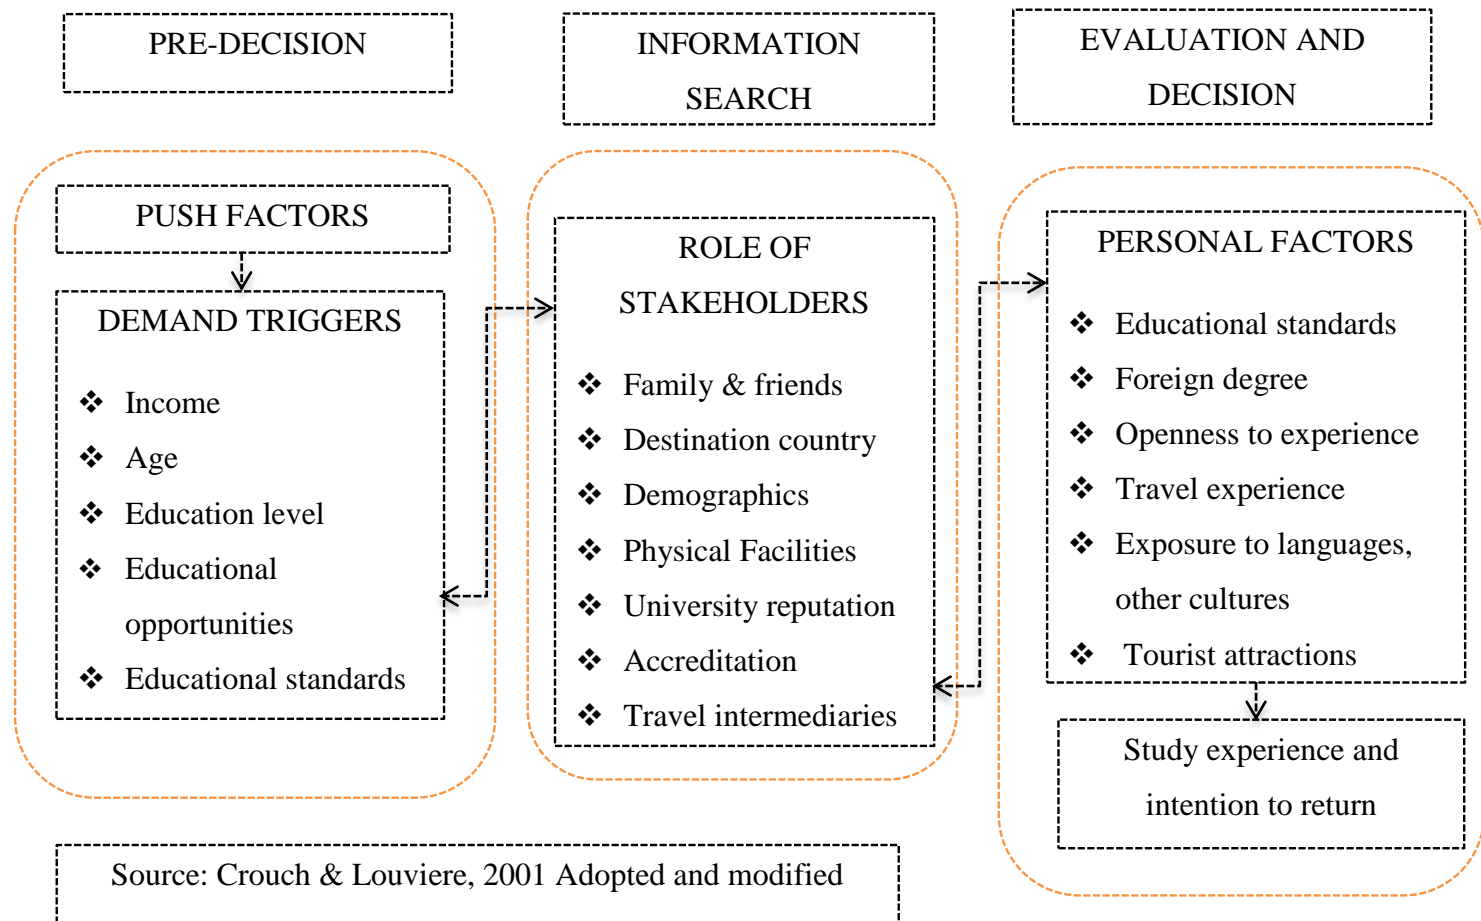 PRE-DECISION
INFORMATION
SEARCH
EVALUATION AND
DECISION
PUSH FACTORS
DEMAND TRIGGERS
❖ Income
❖ Age
❖ Education level
❖ Educational
opportunities
❖ Educational standards
ROLE OF
STAKEHOLDERS
❖ Family & friends
❖ Destination country
❖ Demographics
❖ Physical Facilities
❖ University reputation
❖ Accreditation
❖ Travel intermediaries
PERSONAL FACTORS
❖ Educational standards
❖ Foreign degree
❖ Openness to experience
❖ Travel experience
❖ Exposure to languages,
other cultures
❖ Tourist attractions
Study experience and
intention to return
Source: Crouch & Louviere, 2001 Adopted and modified